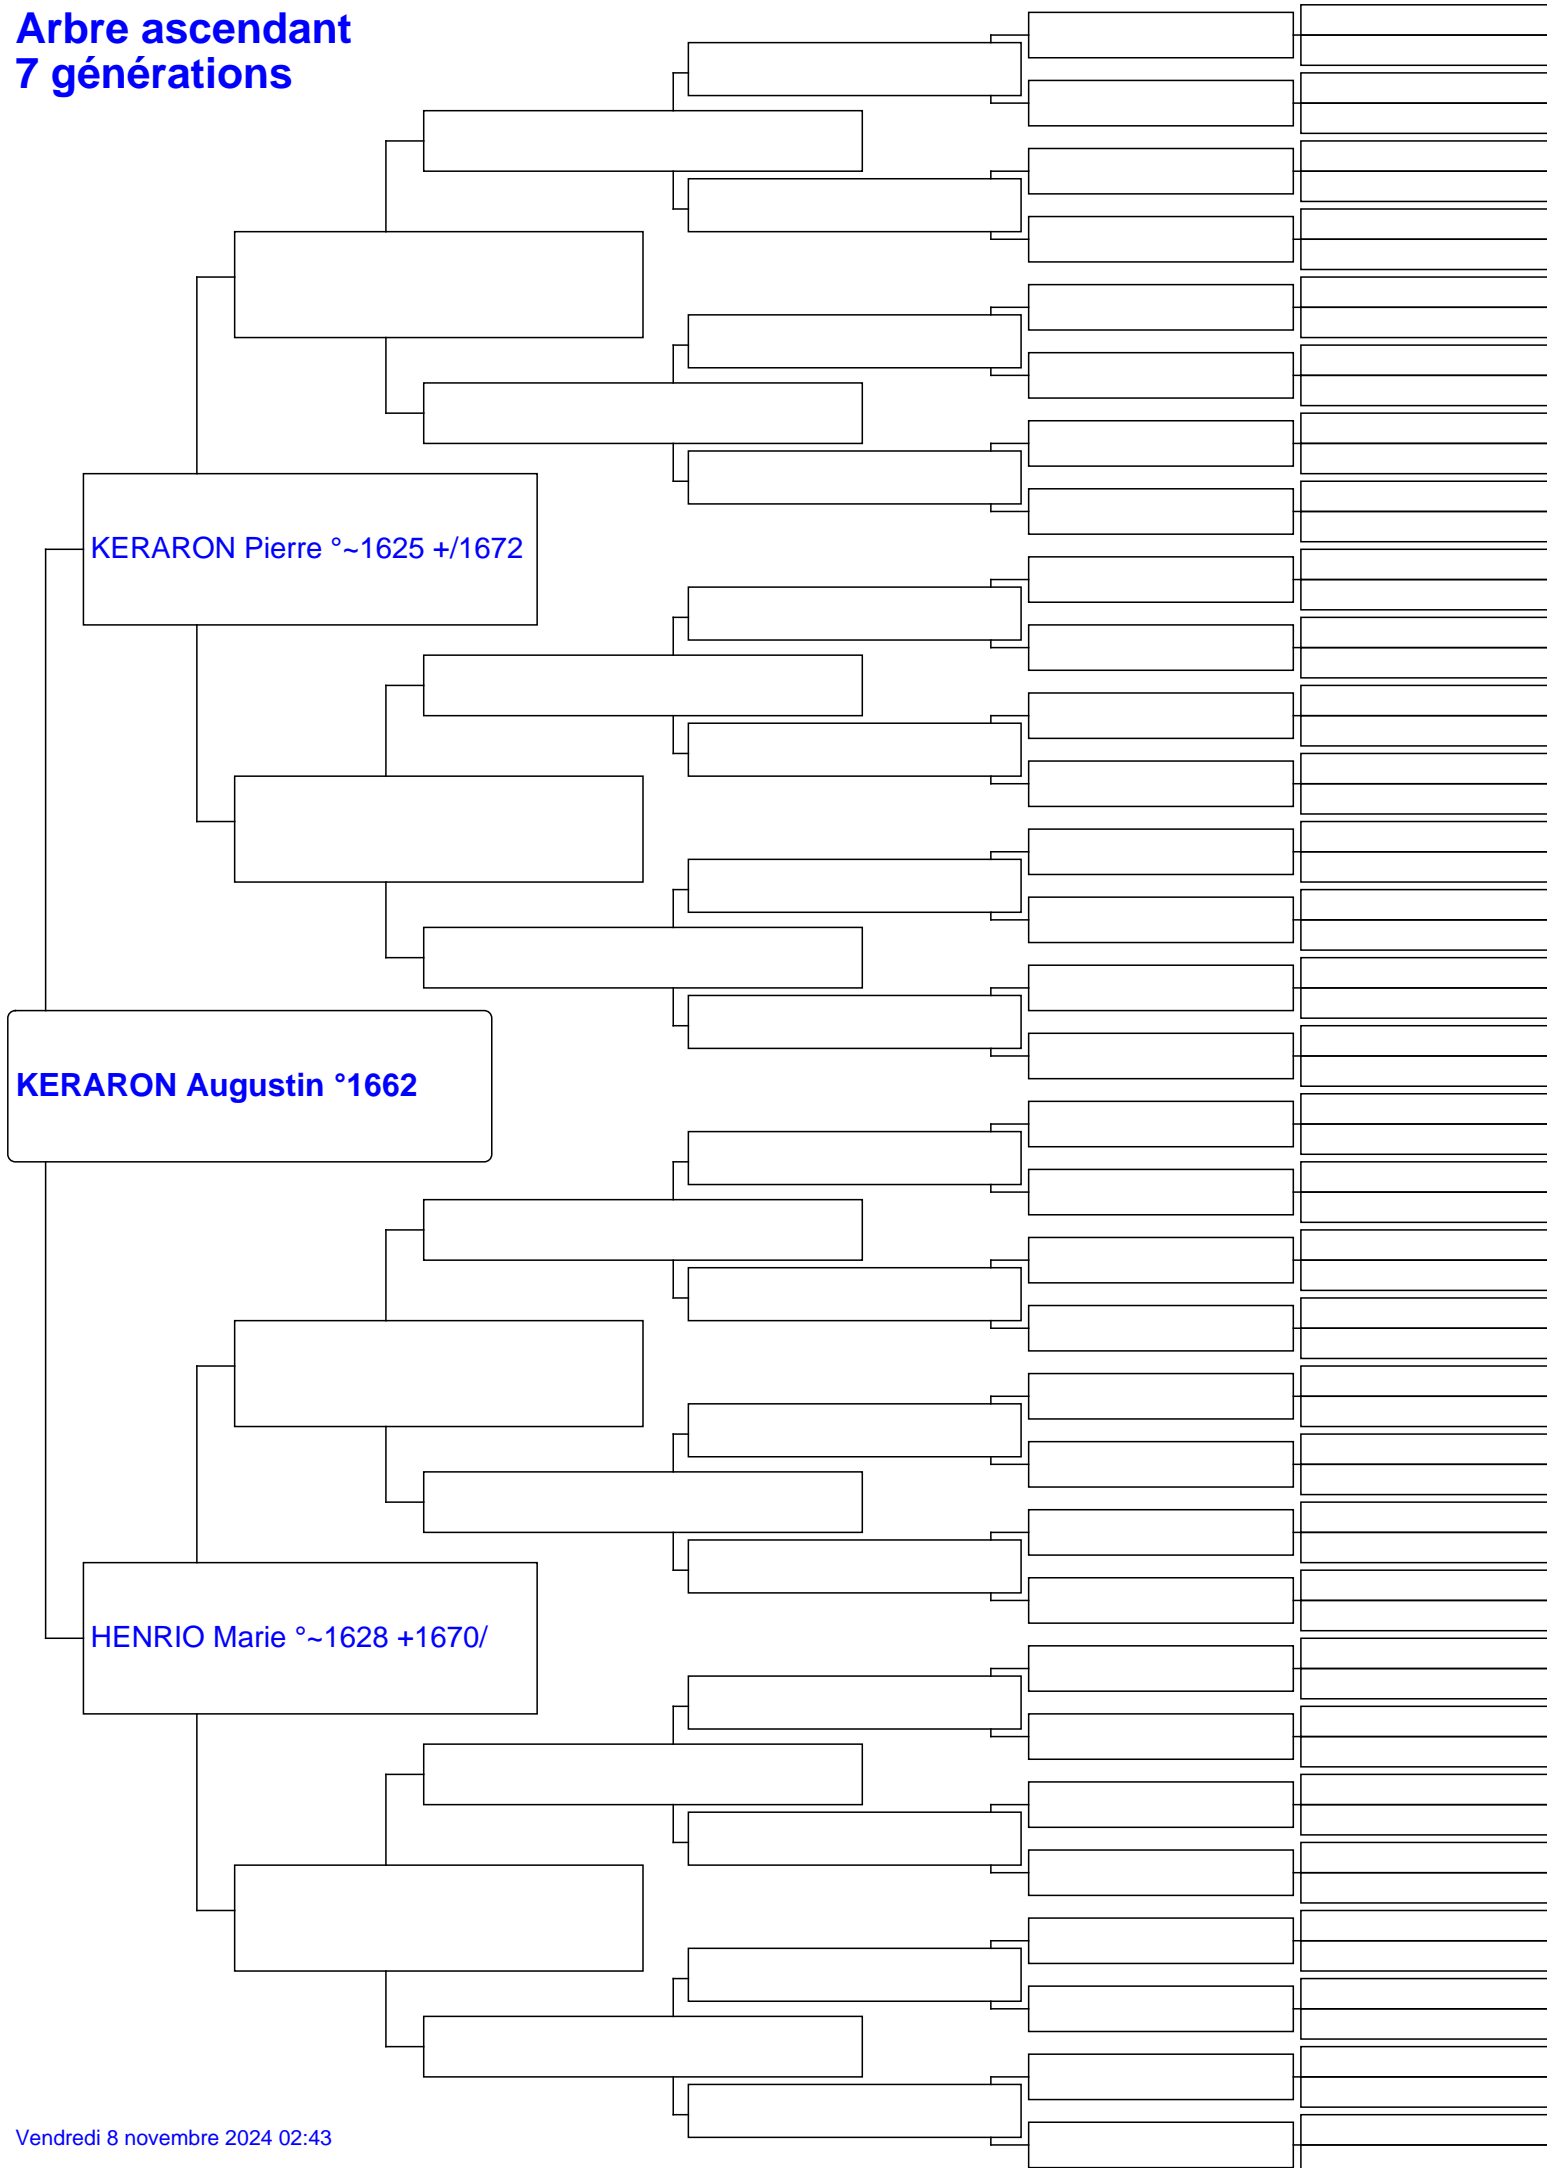 Arbre ascendant
7 générations
KERARON Pierre °~1625 +/1672
KERARON Augustin °1662
HENRIO Marie °~1628 +1670/
Vendredi 8 novembre 2024 02:43